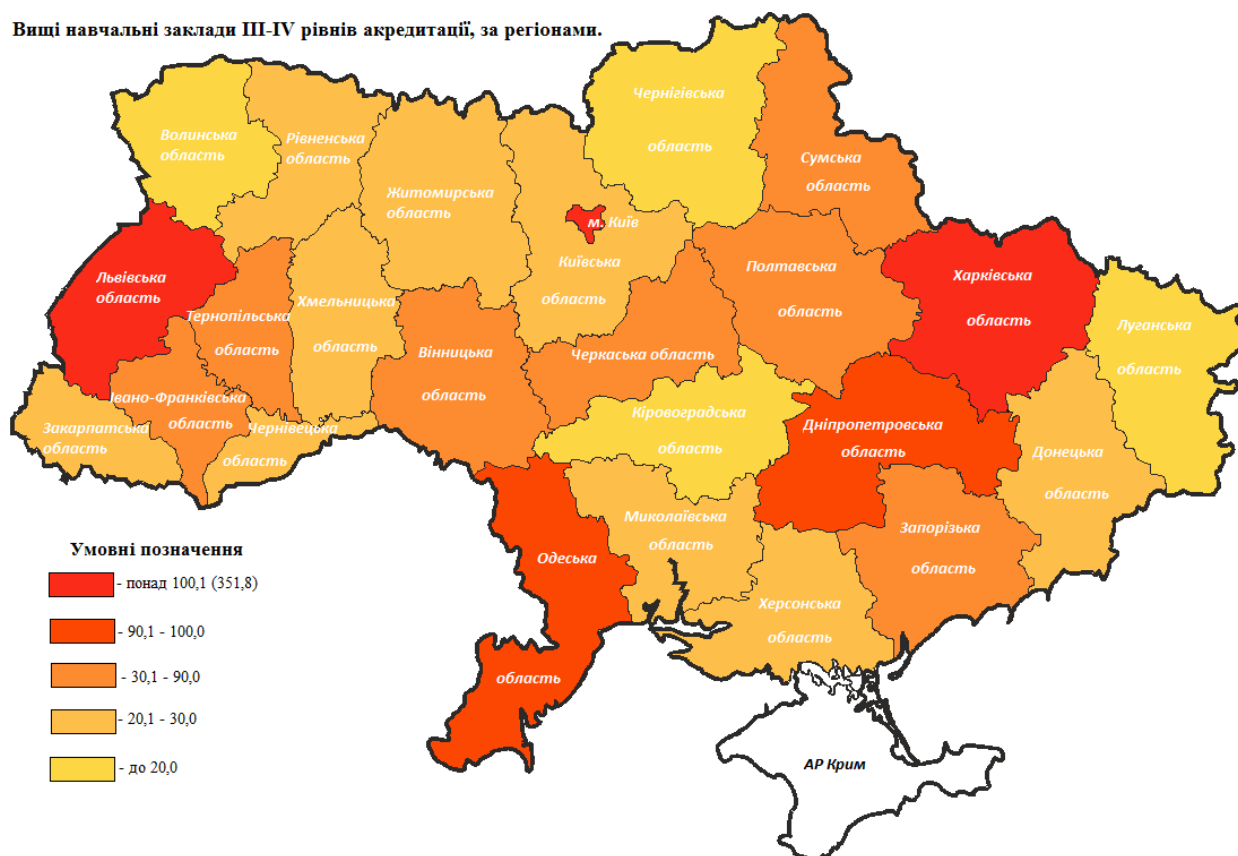 Вищі навчальні заклади III-IV рівнів акредитації, за регіонами.
Волинська
область
Рівненська
область
Житомирська
область
Чернігівська
область
Сумська
область
м. Київ
Київська
область
Львівська
область
Тернопільська
область
Хмельницька
область
Вінницька
область
Черкаська область
Полтавська
область
Харківська
область
Луганська
область
Закарпатська
область
Івано-Франківська
область
Чернівецька
область
Кіровоградська
область
Дніпропетровська
область
Донецька
область
Одеська
область
Миколаївська
область
Херсонська
область
Запорізька
область
АР Крим
Умовні позначення
- понад 100,1 (351,8)
- 90,1 - 100,0
- 30,1 - 90,0
- 20,1 - 30,0
- до 20,0